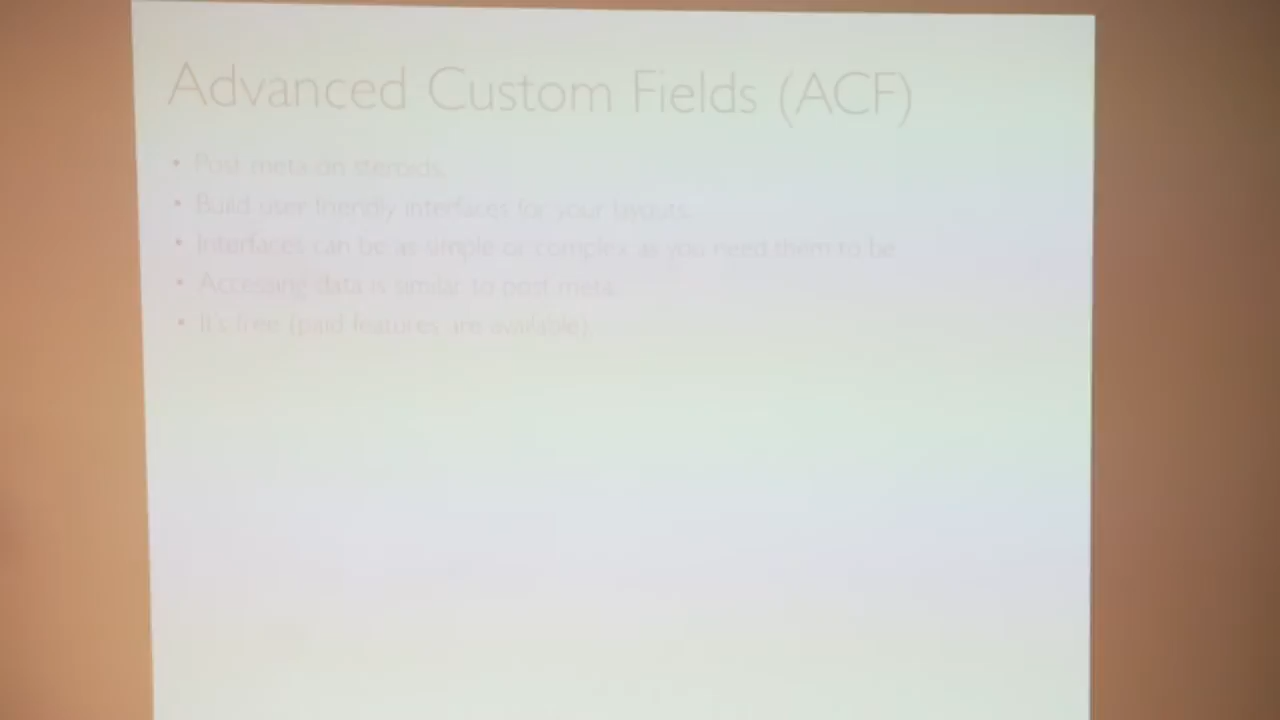 Advanced Custom Fields (ACF)
• Post meta on steroids.
• Build user friendly interfaces for your layouts.
• Interfaces can be as simple or complex as you need them to be
• Accessing data is similar to post meta.
• It's free (paid features are available)